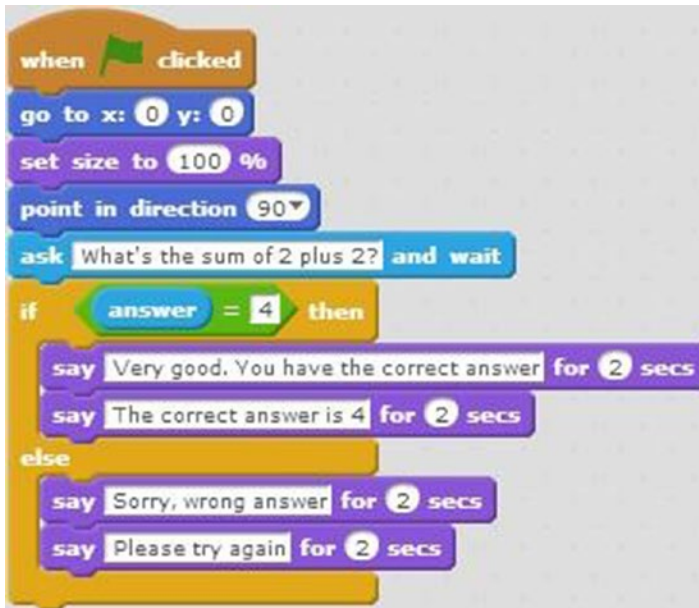 when clicked
go to x: 0 y: 0
set size to 100 %
point in direction 90
ask What's the sum of 2 plus 2? and wait
if answer = 4 then
say Very good. You have the correct answer for 2 secs
say The correct answer is 4 for 2 secs
else
say Sorry, wrong answer for 2 secs
say Please try again for 2 secs